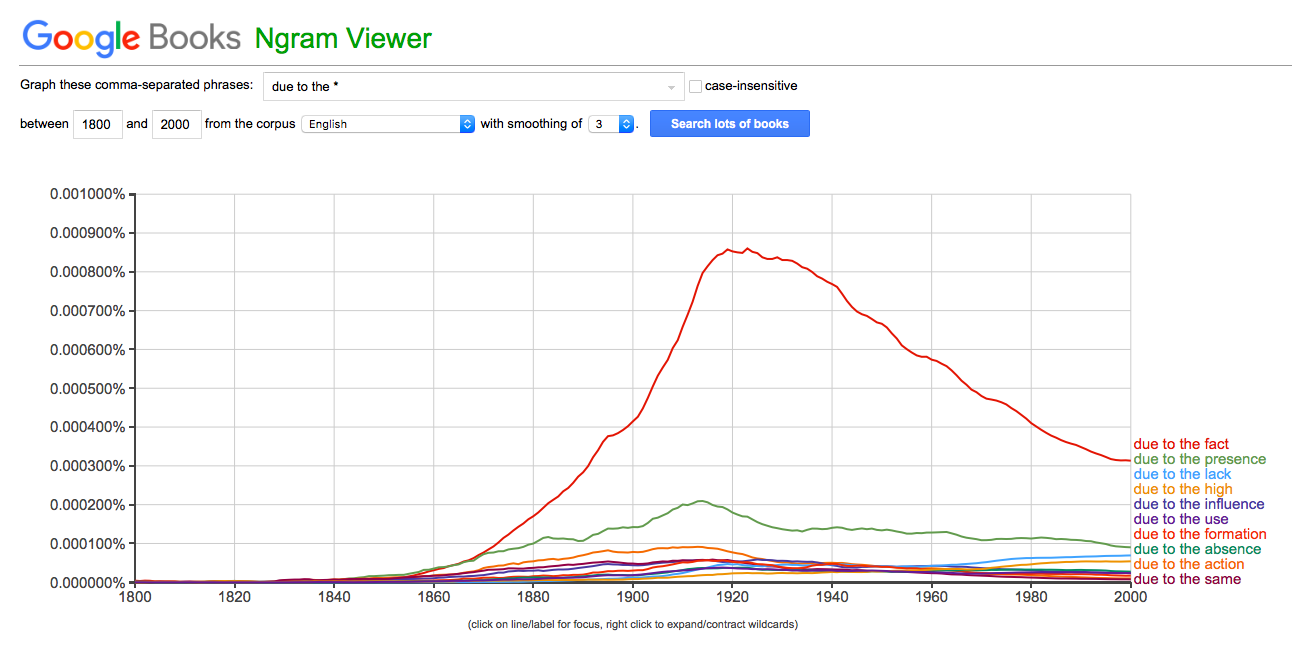 Google Books Ngram Viewer
Graph these comma-separated phrases: due to the * case-insensitive
between 1800 and 2000 from the corpus English with smoothing of 3 . Search lots of books
0.001000%
0.000900%
0.000800%
0.000700%
0.000600%
0.000500%
0.000400%
0.000300%
0.000200%
0.000100%
0.000000%
due to the fact
due to the presence
due to the lack
due to the high
due to the influence
due to the use
due to the formation
due to the absence
due to the action
due to the same
1800 1820 1840 1860 1880 1900 1920 1940 1960 1980 2000
(click on line/label for focus, right click to expand/contract wildcards)